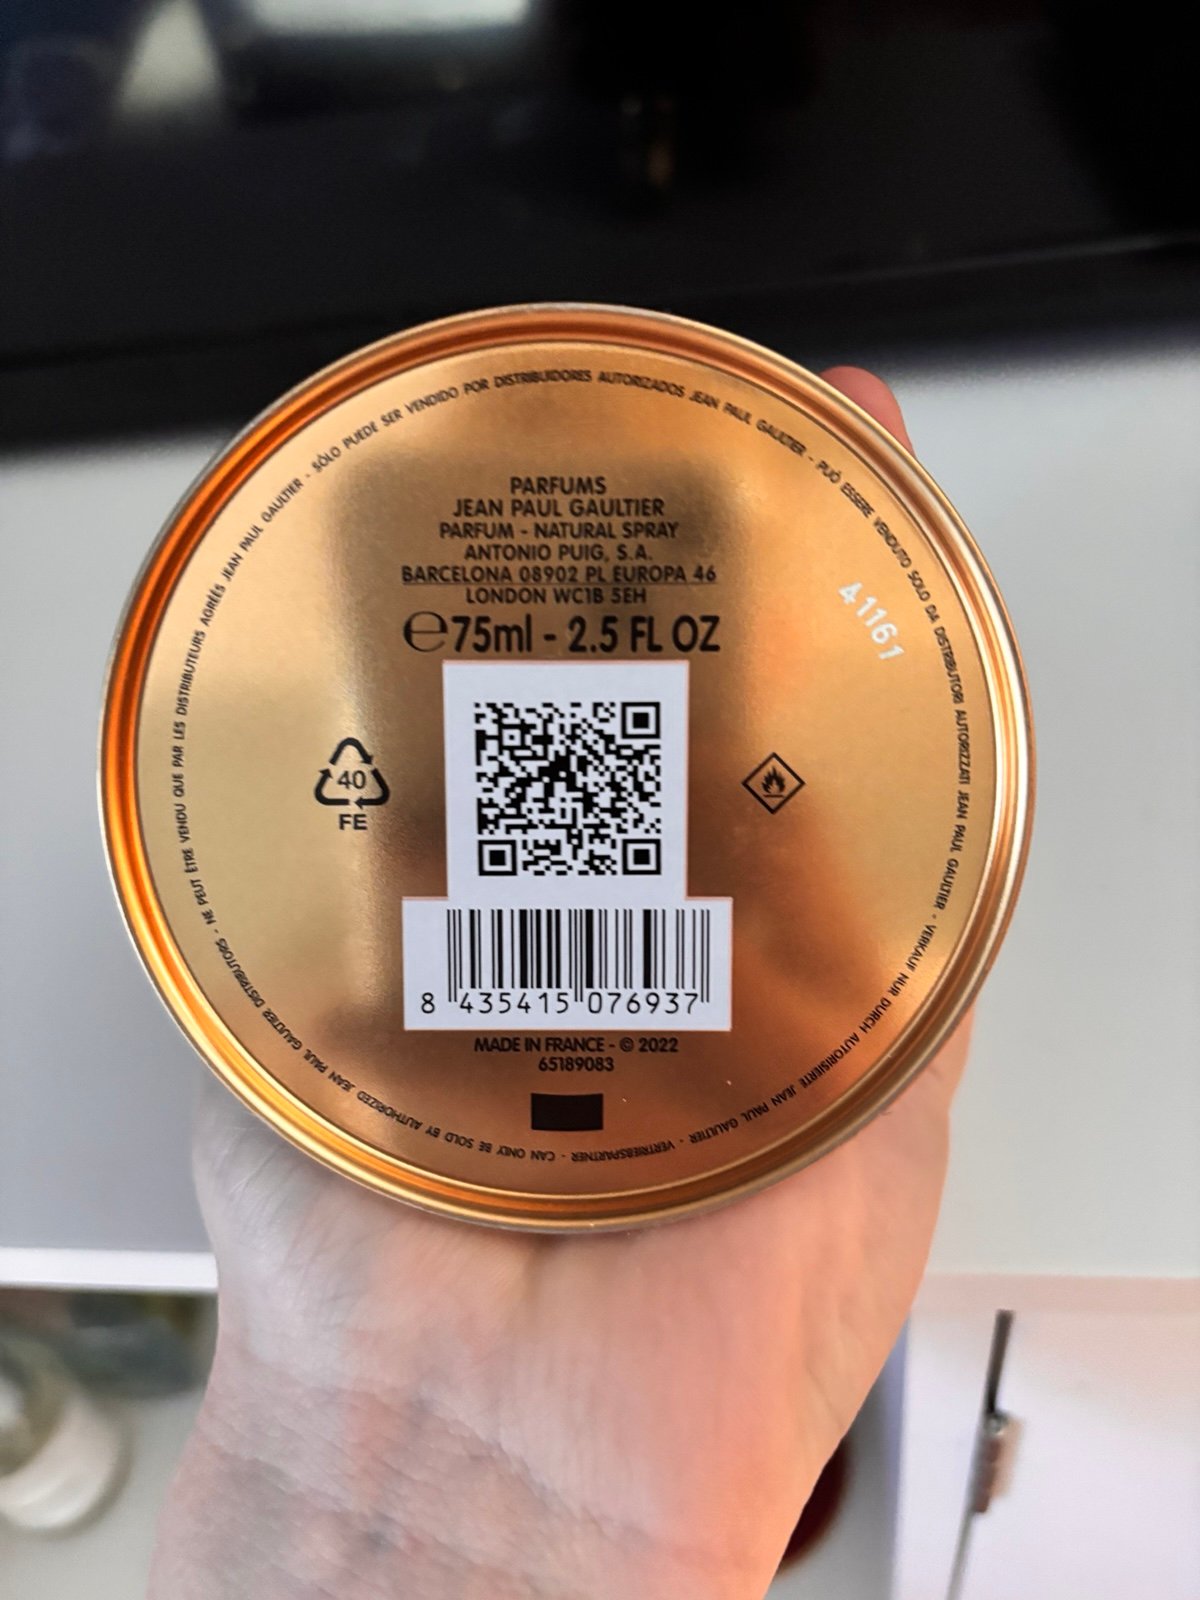 SÓLO PUEDE SER VENDIDO POR DISTRIBUIDORES AUTORIZADOS JEAN PAUL GAULTIER - PUÓ ESSERE VENDUTO SOLO DA DISTRIBUTORI AUTORIZZATI JEAN PAUL GAULTIER - VERKAUF NUR DURCH AUTORISIERTE JEAN PAUL GAULTIER - VERTRIEBSPARTNER - CAN ONLY BE SOLD BY AUTHORIZED JEAN PAUL GAULTIER DISTRIBUTORS - NE PEUT ÊTRE VENDU QUE PAR LES DISTRIBUTEURS AGRÉÉS JEAN PAUL GAULTIER -
PARFUMS
JEAN PAUL GAULTIER
PARFUM - NATURAL SPRAY
ANTONIO PUIG, S.A.
BARCELONA 08902 PL EUROPA 46
LONDON WC1B 5EH
℮75ml - 2.5 FL OZ
41161
40
FE
8 435415 076937
MADE IN FRANCE - © 2022
65189083